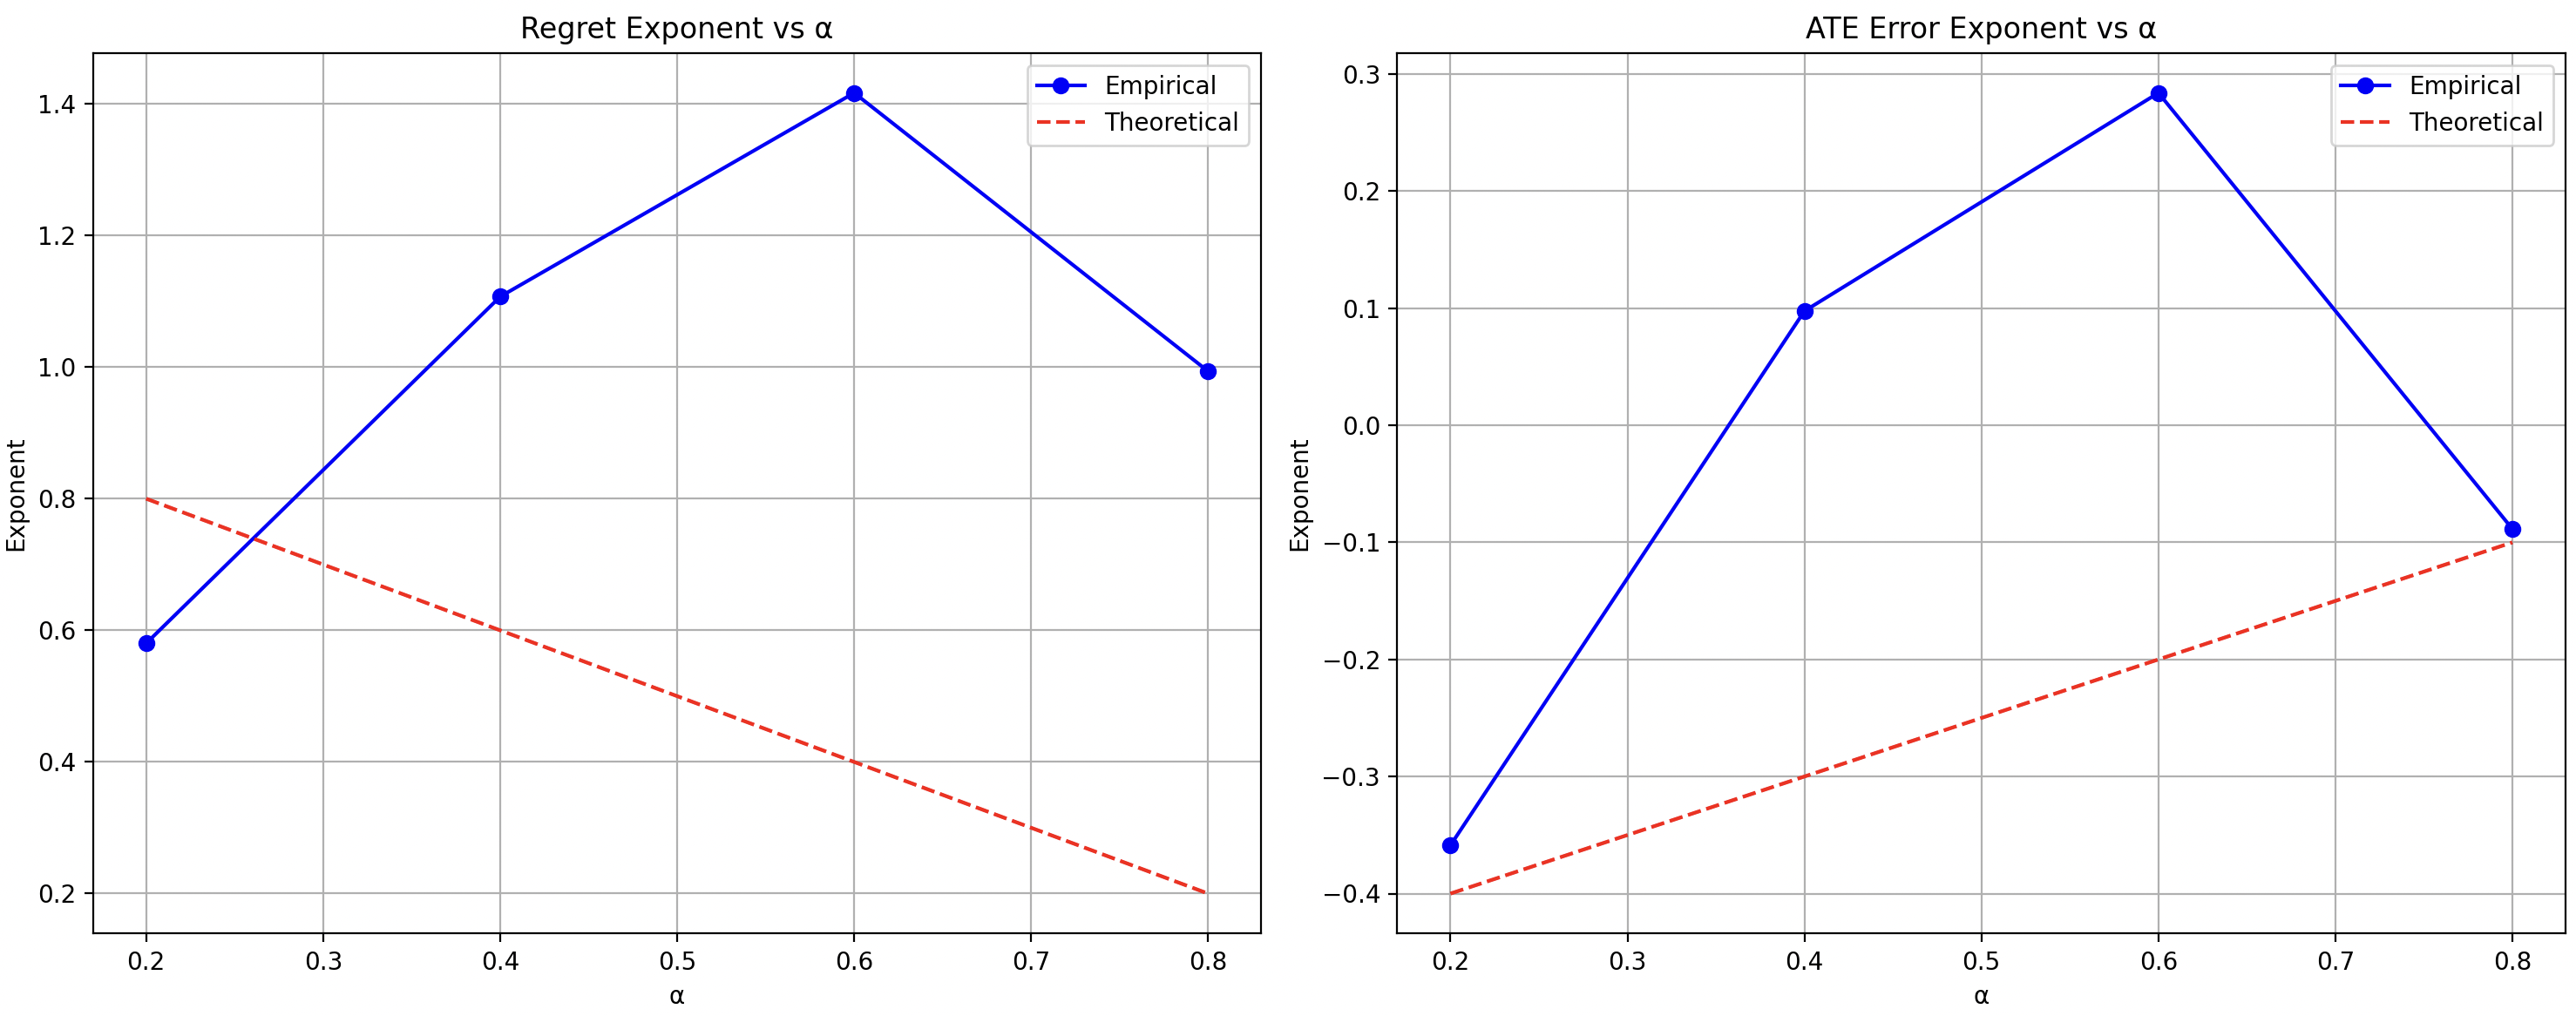 Regret Exponent vs α
Empirical
Theoretical
1.4
1.2
1.0
0.8
0.6
0.4
0.2
Exponent
0.2 0.3 0.4 0.5 0.6 0.7 0.8
α
ATE Error Exponent vs α
Empirical
Theoretical
0.3
0.2
0.1
0.0
−0.1
−0.2
−0.3
−0.4
Exponent
0.2 0.3 0.4 0.5 0.6 0.7 0.8
α